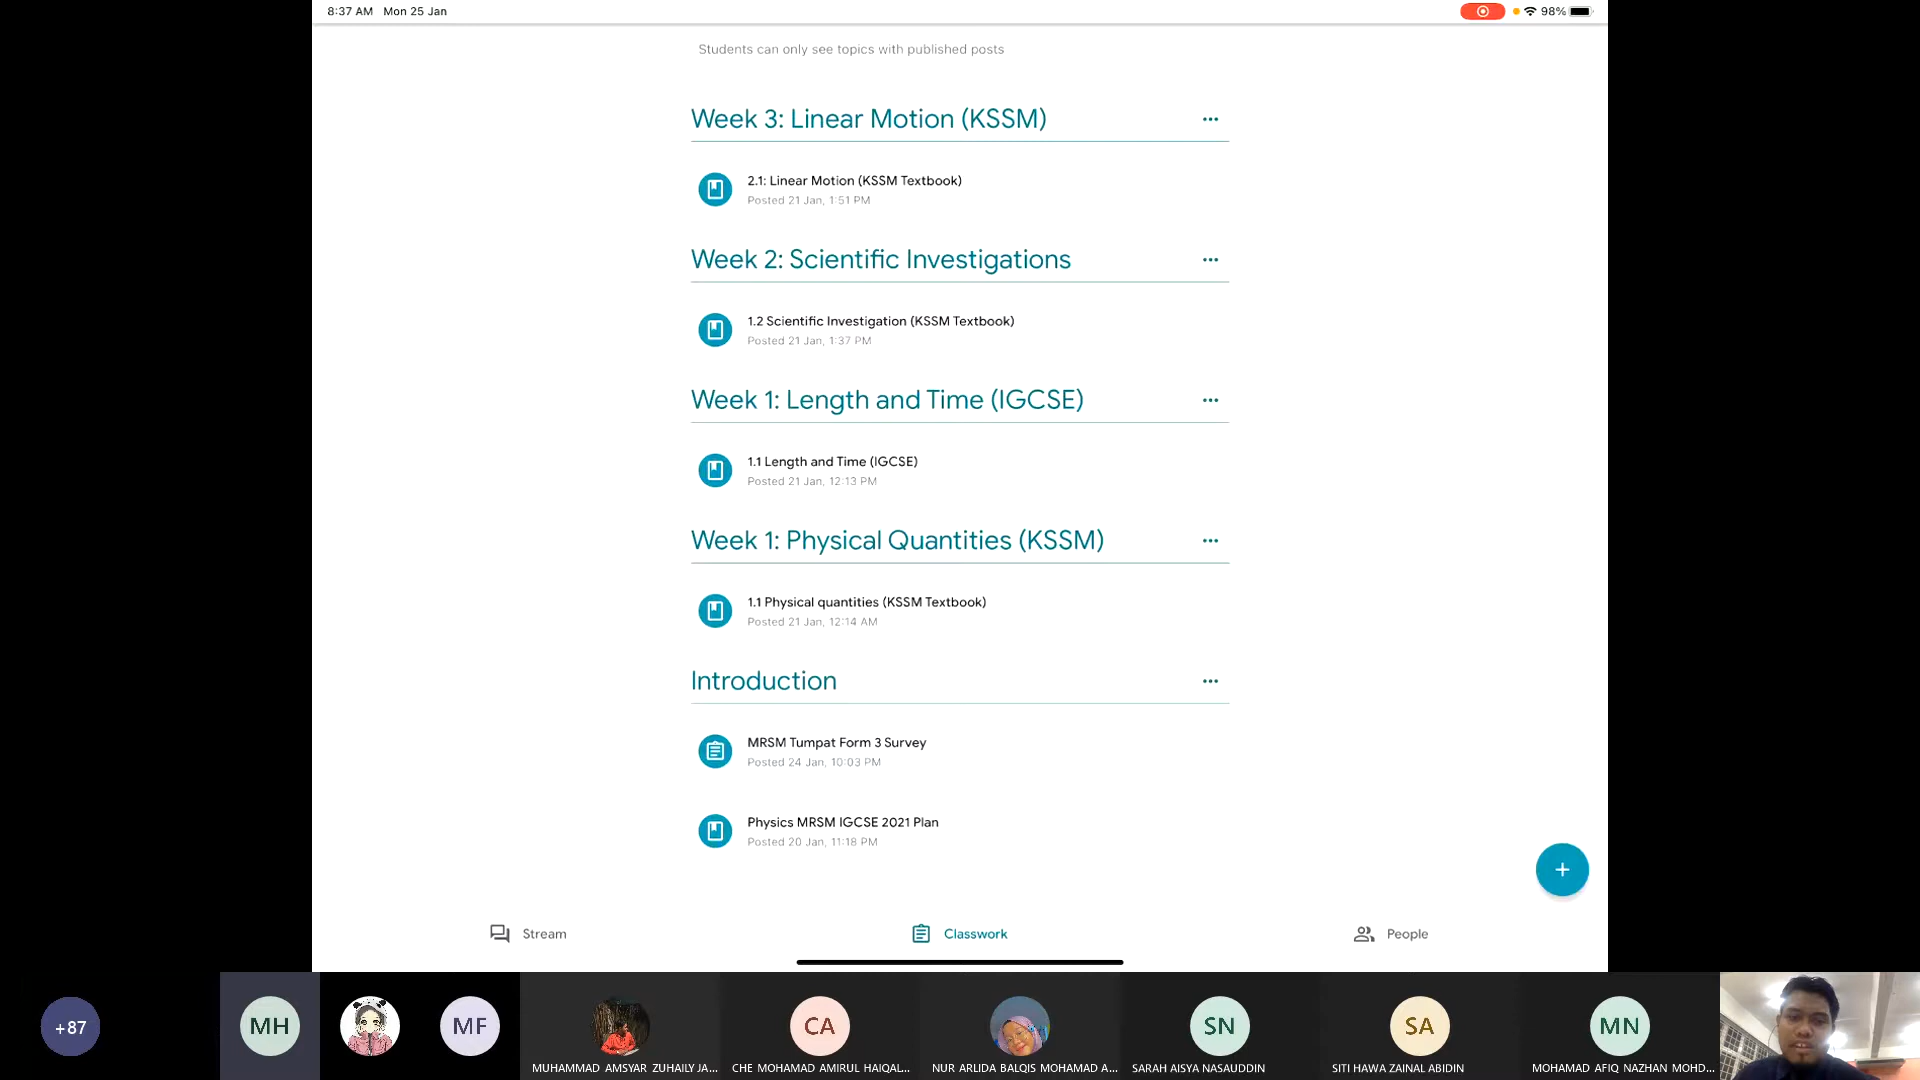 8:37 AM Mon 25 Jan
98%
Students can only see topics with published posts
Week 3: Linear Motion (KSSM)
2.1: Linear Motion (KSSM Textbook)
Posted 21 Jan, 1:51 PM
Week 2: Scientific Investigations
1.2 Scientific Investigation (KSSM Textbook)
Posted 21 Jan, 1:37 PM
Week 1: Length and Time (IGCSE)
1.1 Length and Time (IGCSE)
Posted 21 Jan, 12:13 PM
Week 1: Physical Quantities (KSSM)
1.1 Physical quantities (KSSM Textbook)
Posted 21 Jan, 12:14 AM
Introduction
MRSM Tumpat Form 3 Survey
Posted 24 Jan, 10:03 PM
Physics MRSM IGCSE 2021 Plan
Posted 20 Jan, 11:18 PM
Stream
Classwork
People
+87
MH
MF
CA
SN
SA
MN
MUHAMMAD AMSYAR ZUHAILY JA...
CHE MOHAMAD AMIRUL HAIQAL...
NUR ARLIDA BALQIS MOHAMAD A...
SARAH AISYA NASAUDDIN
SITI HAWA ZAINAL ABIDIN
MOHAMAD AFIQ NAZHAN MOHD...